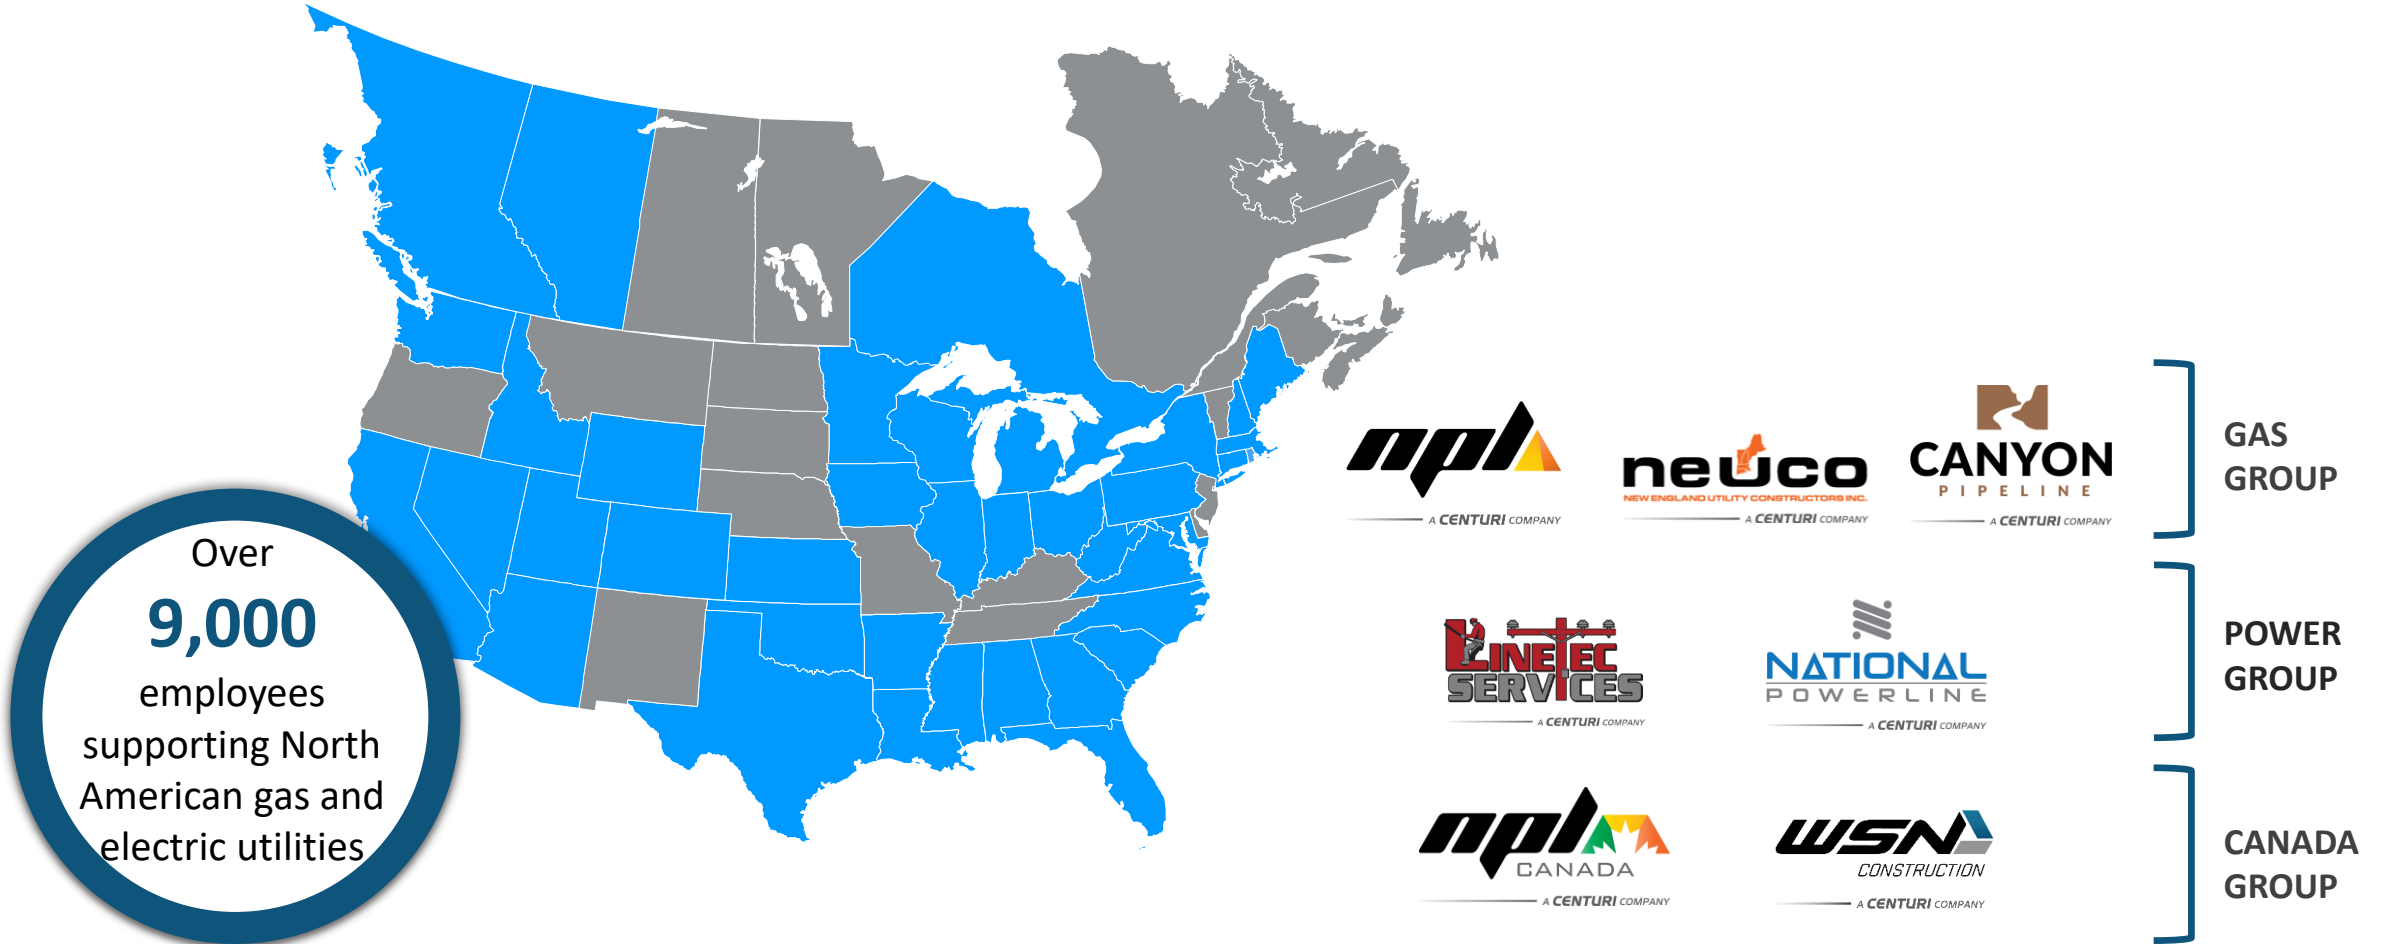 Over
9,000
employees
supporting North
American gas and
electric utilities
npl
A CENTURI COMPANY
neuco
NEW ENGLAND UTILITY CONSTRUCTORS INC.
A CENTURI COMPANY
CANYON
PIPELINE
A CENTURI COMPANY
GAS
GROUP
LINETEC
SERVICES
A CENTURI COMPANY
NATIONAL
POWERLINE
A CENTURI COMPANY
POWER
GROUP
npl
CANADA
A CENTURI COMPANY
WSN
CONSTRUCTION
A CENTURI COMPANY
CANADA
GROUP